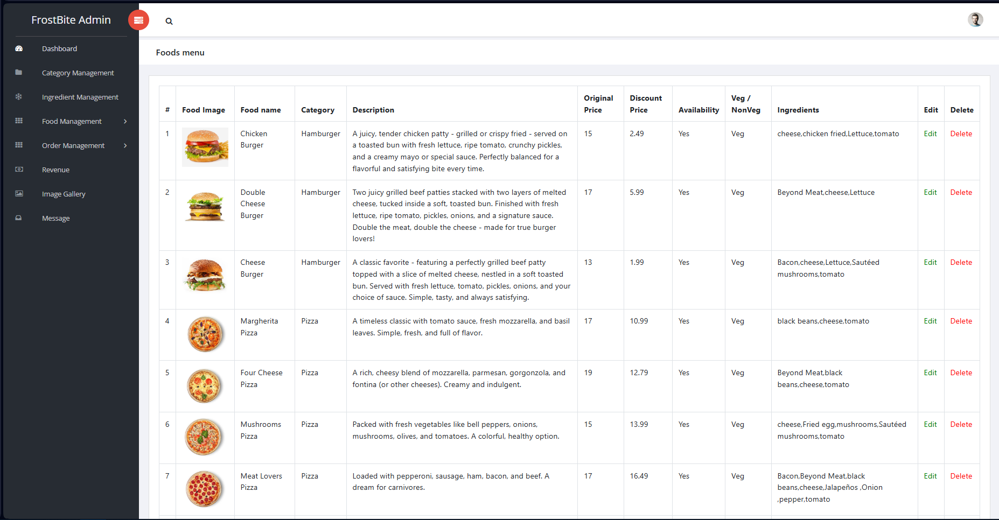 FrostBite Admin
Dashboard
Category Management
Ingredient Management
Food Management
Order Management
Revenue
Image Gallery
Message
Foods menu
# Food Image Food name Category Description Original Price Discount Price Availability Veg / NonVeg Ingredients Edit Delete
1 Chicken Burger Hamburger
A juicy, tender chicken patty - grilled or crispy fried - served on
a toasted bun with fresh lettuce, ripe tomato, crunchy pickles,
and a creamy mayo or special sauce. Perfectly balanced for a
flavorful and satisfying bite every time.
15 2.49 Yes Veg
cheese,chicken fried,Lettuce,tomato
Edit Delete
2 Double Cheese Burger Hamburger
Two juicy grilled beef patties stacked with two layers of melted
cheese, tucked inside a soft, toasted bun. Finished with fresh
lettuce, ripe tomato, pickles, onions, and a signature sauce.
Double the meat, double the cheese - made for true burger
lovers!
17 5.99 Yes Veg
Beyond Meat,cheese,Lettuce
Edit Delete
3 Cheese Burger Hamburger
A classic favorite - featuring a perfectly grilled beef patty
topped with a slice of melted cheese, nestled in a soft toasted
bun. Served with fresh lettuce, tomato, pickles, onions, and your
choice of sauce. Simple, tasty, and always satisfying.
13 1.99 Yes Veg
Bacon,cheese,Lettuce,Sautéed
mushrooms,tomato
Edit Delete
4 Margherita Pizza Pizza
A timeless classic with tomato sauce, fresh mozzarella, and basil
leaves. Simple, fresh, and full of flavor.
17 10.99 Yes Veg
black beans,cheese,tomato
Edit Delete
5 Four Cheese Pizza Pizza
A rich, cheesy blend of mozzarella, parmesan, gorgonzola, and
fontina (or other cheeses). Creamy and indulgent.
19 12.79 Yes Veg
Beyond Meat,black
beans,cheese,tomato
Edit Delete
6 Mushrooms Pizza Pizza
Packed with fresh vegetables like bell peppers, onions,
mushrooms, olives, and tomatoes. A colorful, healthy option.
15 13.99 Yes Veg
cheese,Fried egg,mushrooms,Sautéed
mushrooms,tomato
Edit Delete
7 Meat Lovers Pizza Pizza
Loaded with pepperoni, sausage, ham, bacon, and beef. A
dream for carnivores.
17 16.49 Yes Veg
Bacon,Beyond Meat,black
beans,cheese,Jalapeños ,Onion
,pepper,tomato
Edit Delete